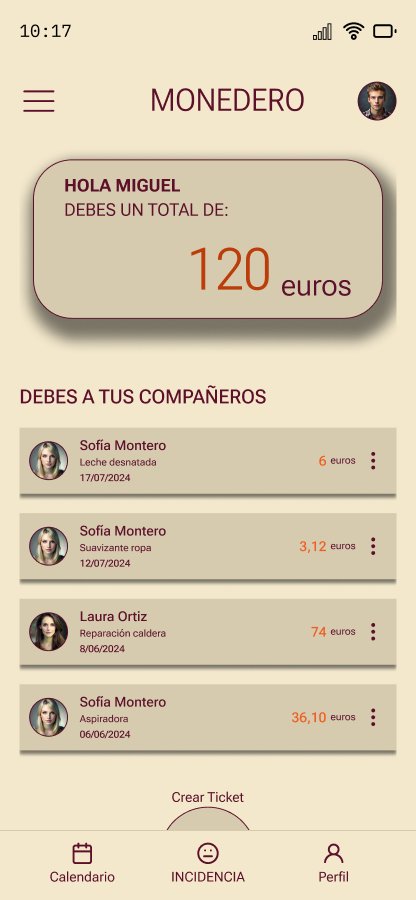 10:17
MONEDERO
HOLA MIGUEL
DEBES UN TOTAL DE:
120 euros
DEBES A TUS COMPAÑEROS
Sofía Montero
Leche desnatada
6 euros
17/07/2024
Sofía Montero
Suavizante ropa
3,12 euros
12/07/2024
Laura Ortiz
Reparación caldera
74 euros
8/06/2024
Sofía Montero
Aspiradora
36,10 euros
06/06/2024
Crear Ticket
Calendario
INCIDENCIA
Perfil